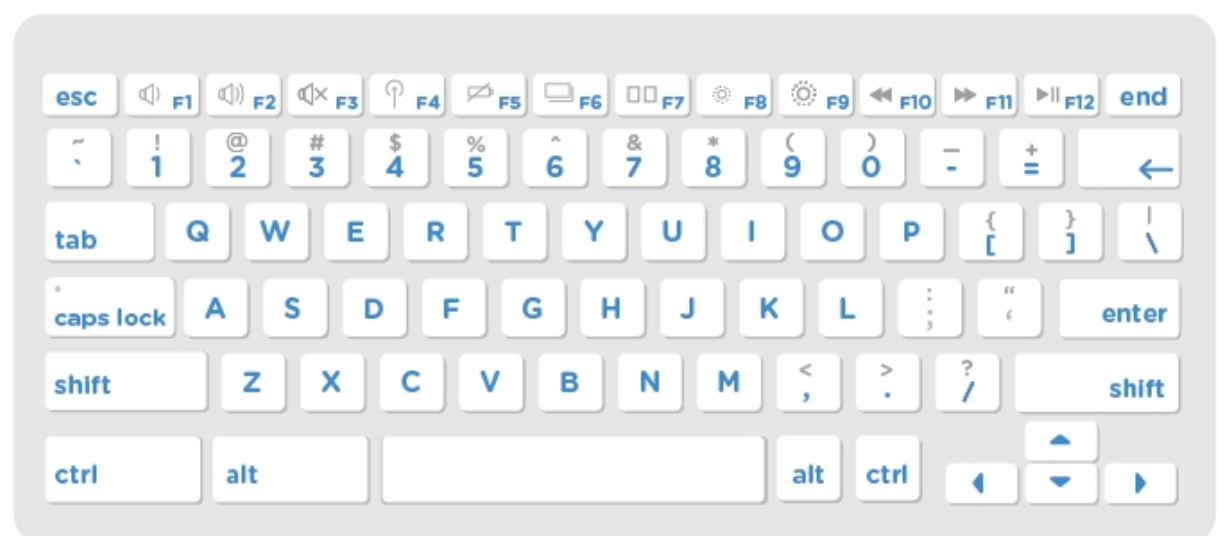 esc F1 F2 F3 F4 F5 F6 F7 F8 F9 F10 F11 F12 end
~ ! @ # $ % ^ & * ( ) _ +
` 1 2 3 4 5 6 7 8 9 0 - = ←
tab Q W E R T Y U I O P { [ } ] | \
caps lock A S D F G H J K L : ; “ ‘ enter
shift Z X C V B N M < , > . ? / shift
ctrl alt alt ctrl